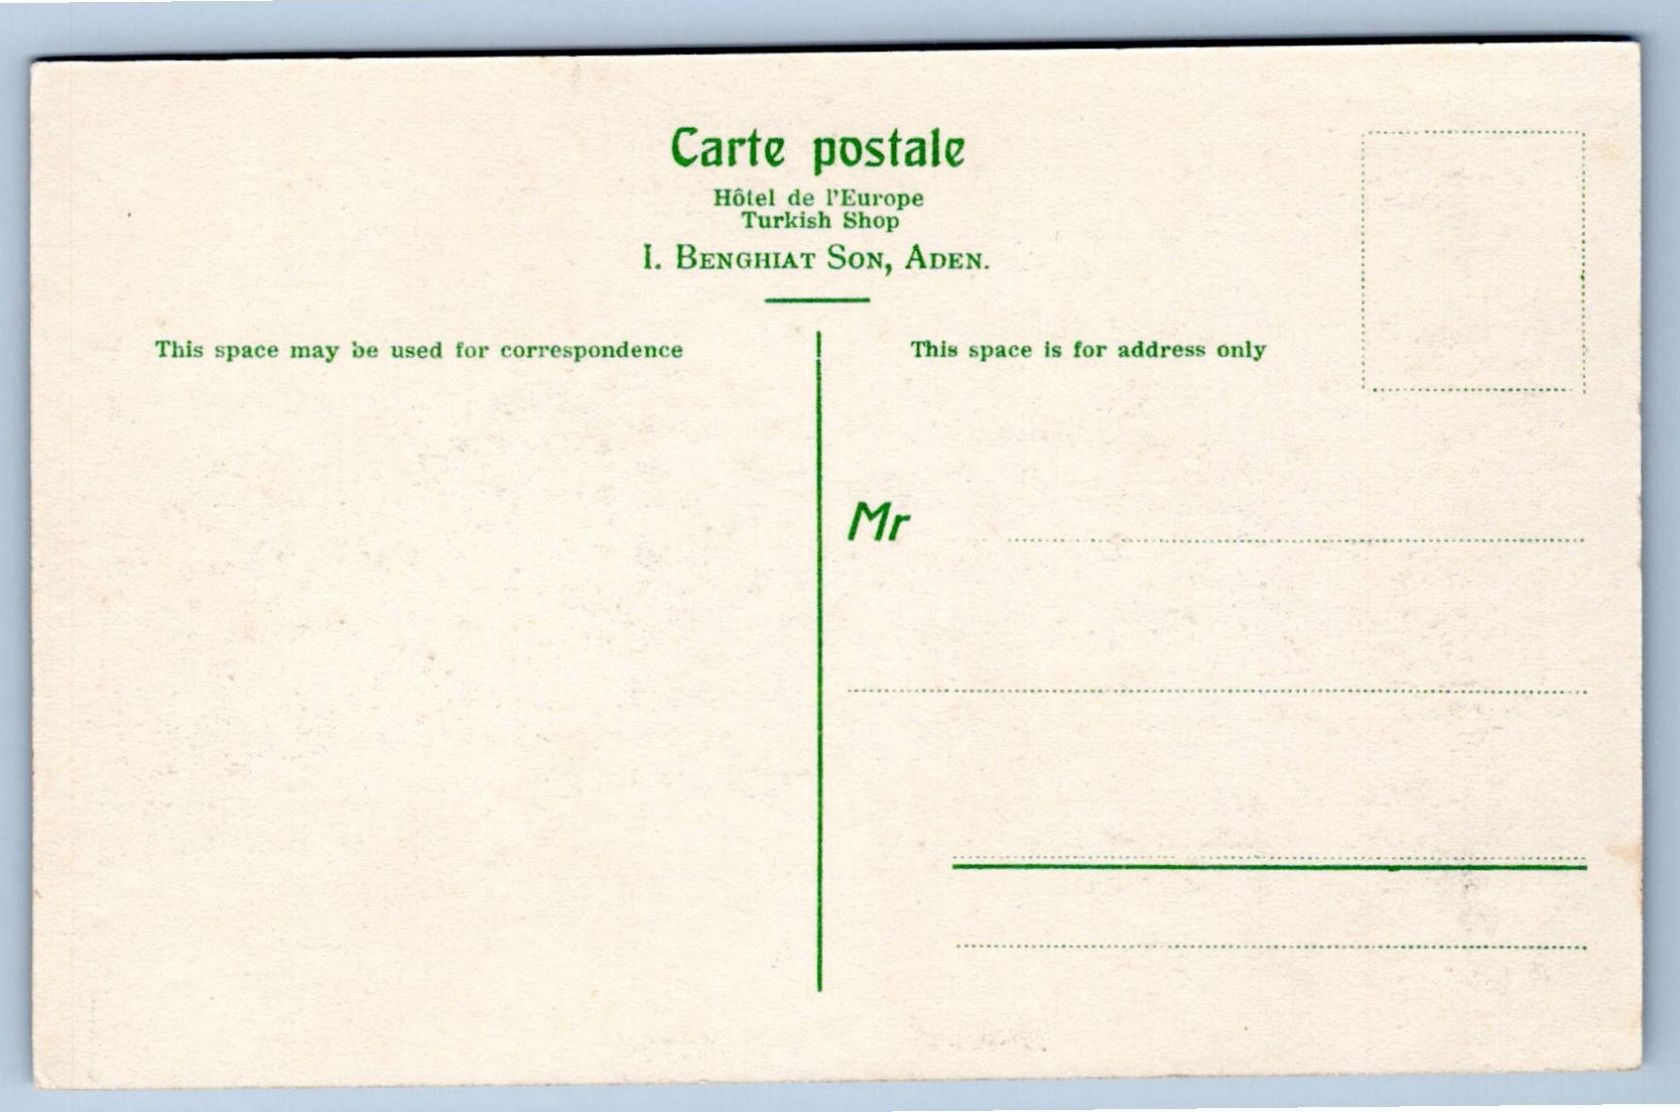 Carte postale
Hôtel de l'Europe
Turkish Shop
I. Benghiat Son, Aden.
This space may be used for correspondence
This space is for address only
Mr